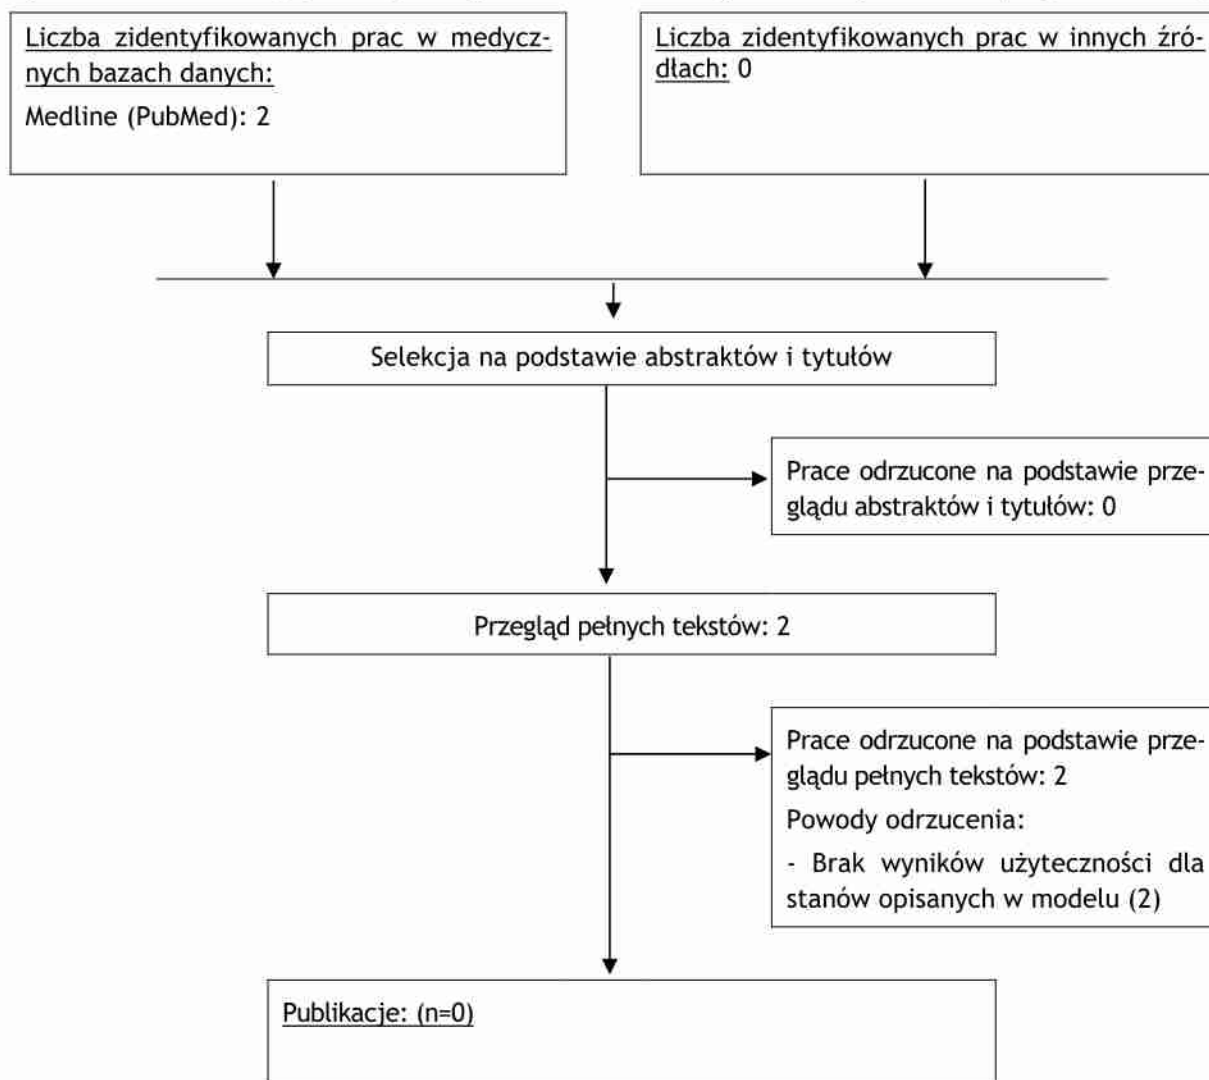 Liczba zidentyfikowanych prac w medycz-
nych bazach danych:
Medline (PubMed): 2
Liczba zidentyfikowanych prac w innych źró-
dłach: 0
Selekcja na podstawie abstraktów i tytułów
Prace odrzucone na podstawie prze-
glądu abstraktów i tytułów: 0
Przegląd pełnych tekstów: 2
Prace odrzucone na podstawie prze-
glądu pełnych tekstów: 2
Powody odrzucenia:
- Brak wyników użyteczności dla
stanów opisanych w modelu (2)
Publikacje: (n=0)